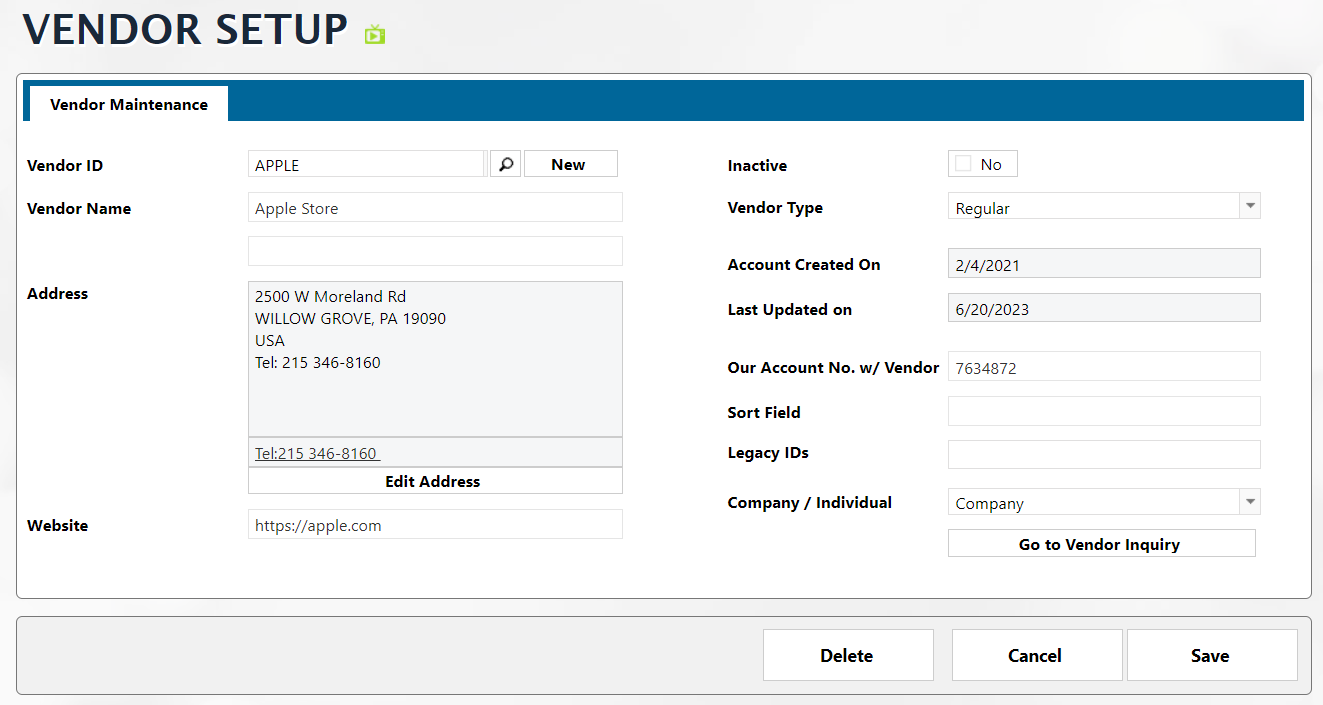 VENDOR SETUP
Vendor Maintenance
Vendor ID
APPLE
New
Vendor Name
Apple Store
Address
2500 W Moreland Rd
WILLOW GROVE, PA 19090
USA
Tel: 215 346-8160
Tel:215 346-8160
Edit Address
Website
https://apple.com
Inactive
No
Vendor Type
Regular
Account Created On
2/4/2021
Last Updated on
6/20/2023
Our Account No. w/ Vendor
7634872
Sort Field
Legacy IDs
Company / Individual
Company
Go to Vendor Inquiry
Delete
Cancel
Save